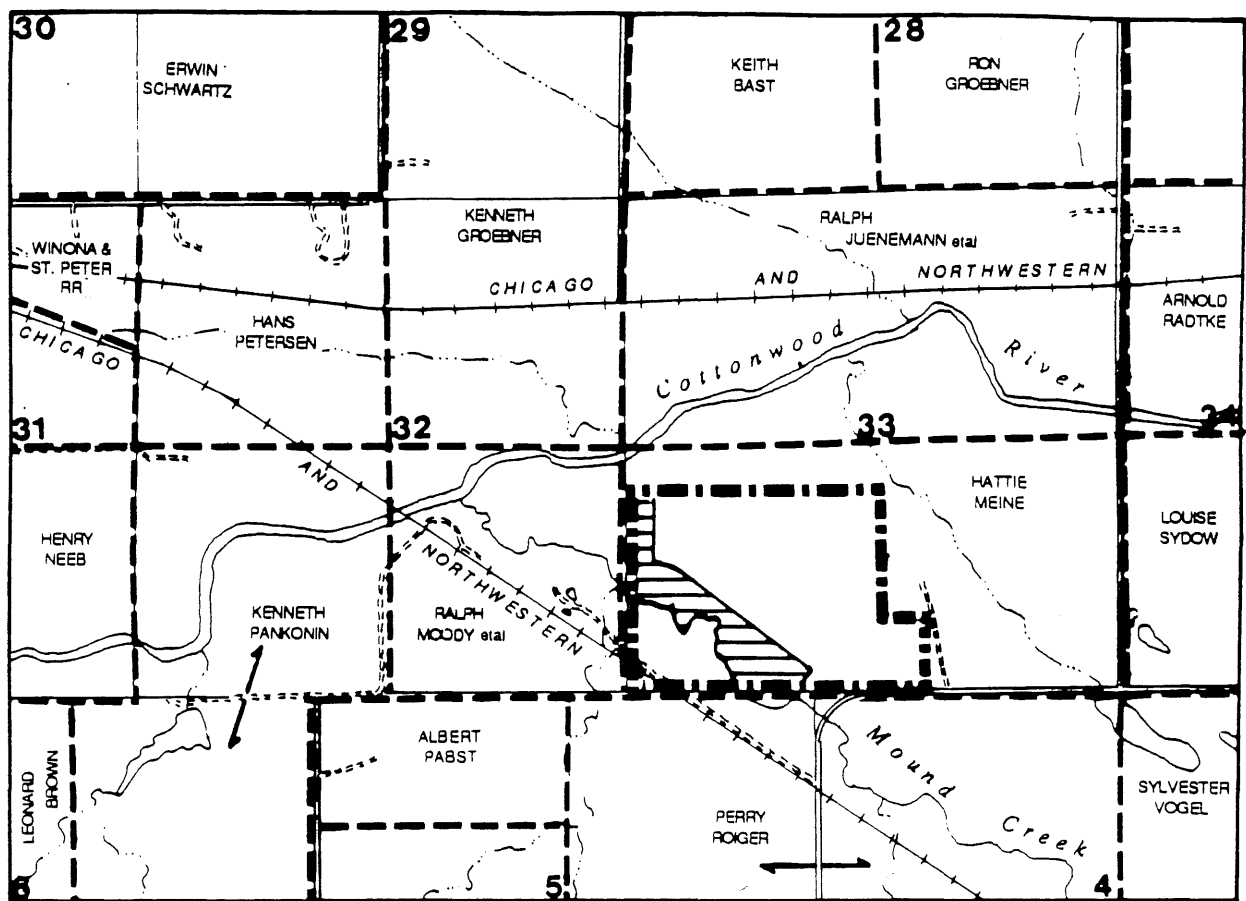 30
29
28
ERWIN
SCHWARTZ
KEITH
BAST
RON
GROEBNER
WINONA &
ST. PETER
RR
KENNETH
GROEBNER
RALPH
JUENEMANN etal
CHICAGO AND NORTHWESTERN
HANS
PETERSEN
ARNOLD
RADTKE
CHICAGO
AND
NORTHWESTERN
Cottonwood River
31
32
33
34
HENRY
NEEB
HATTIE
MEINE
LOUISE
SYDOW
KENNETH
PANKONIN
RALPH
MOODY etal
LEONARD
BROWN
ALBERT
PABST
PERRY
ROIGER
Mound
Creek
SYLVESTER
VOGEL
6
5
4